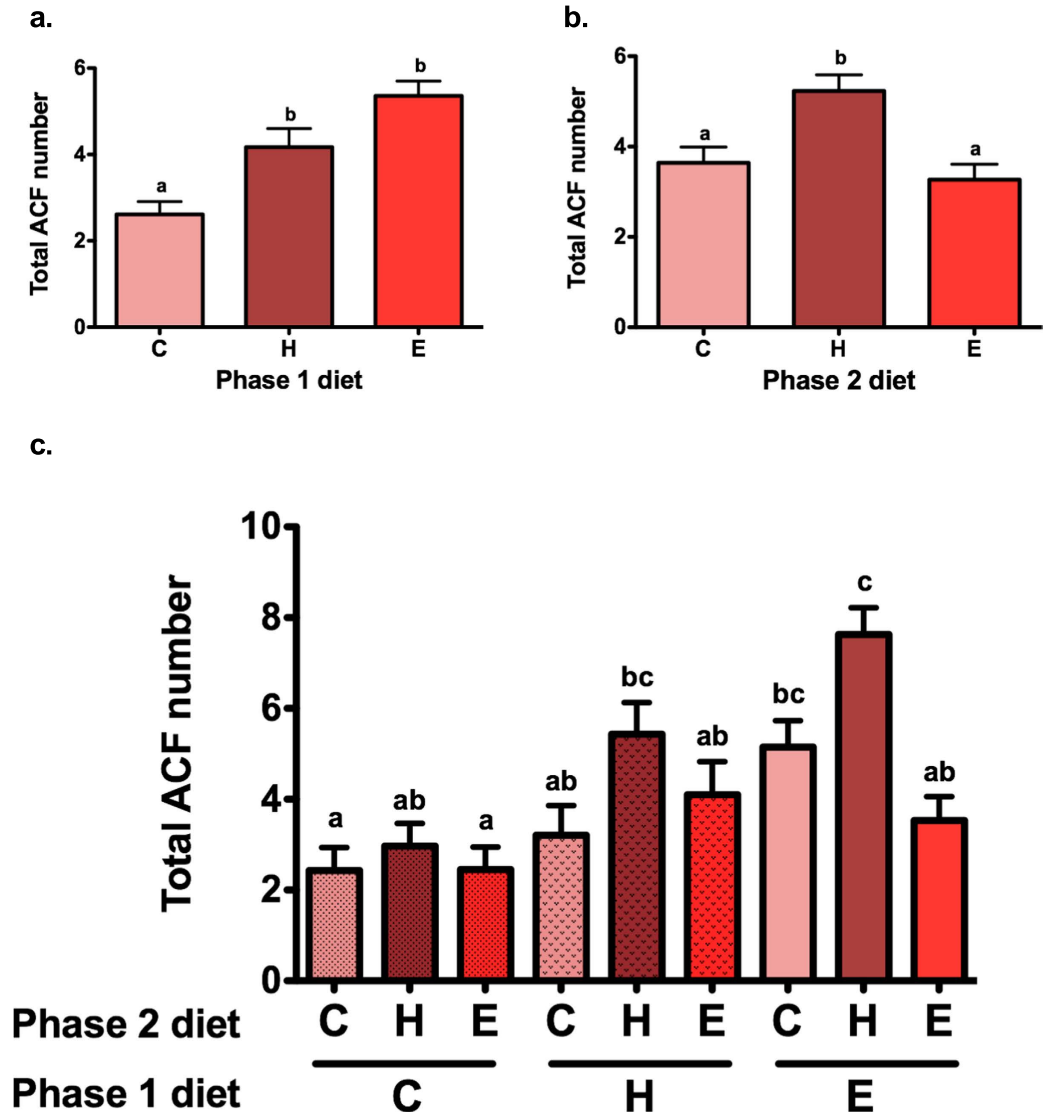 a.
Total ACF number
6
4
2
0
a
b
b
C H E
Phase 1 diet
b.
Total ACF number
6
4
2
0
a
b
a
C H E
Phase 2 diet
c.
Total ACF number
10
8
6
4
2
0
a ab a ab bc ab bc c ab
Phase 2 diet C H E C H E C H E
Phase 1 diet C H E